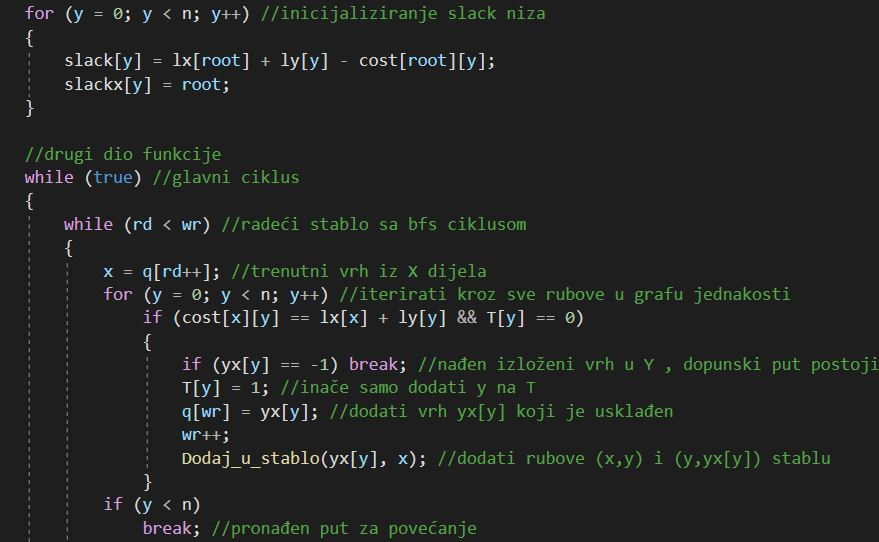 for (y = 0; y < n; y++) //inicijaliziranje slack niza
{
slack[y] = lx[root] + ly[y] - cost[root][y];
slackx[y] = root;
}
//drugi dio funkcije
while (true) //glavni ciklus
{
while (rd < wr) //radeći stablo sa bfs ciklusom
{
x = q[rd++]; //trenutni vrh iz X dijela
for (y = 0; y < n; y++) //iterirati kroz sve rubove u grafu jednakosti
if (cost[x][y] == lx[x] + ly[y] && T[y] == 0)
{
if (yx[y] == -1) break; //nađen izloženi vrh u Y , dopunski put postoji
T[y] = 1; //inače samo dodati y na T
q[wr] = yx[y]; //dodati vrh yx[y] koji je usklađen
wr++;
Dodaj_u_stablo(yx[y], x); //dodati rubove (x,y) i (y,yx[y]) stablu
}
if (y < n)
break; //pronađen put za povećanje